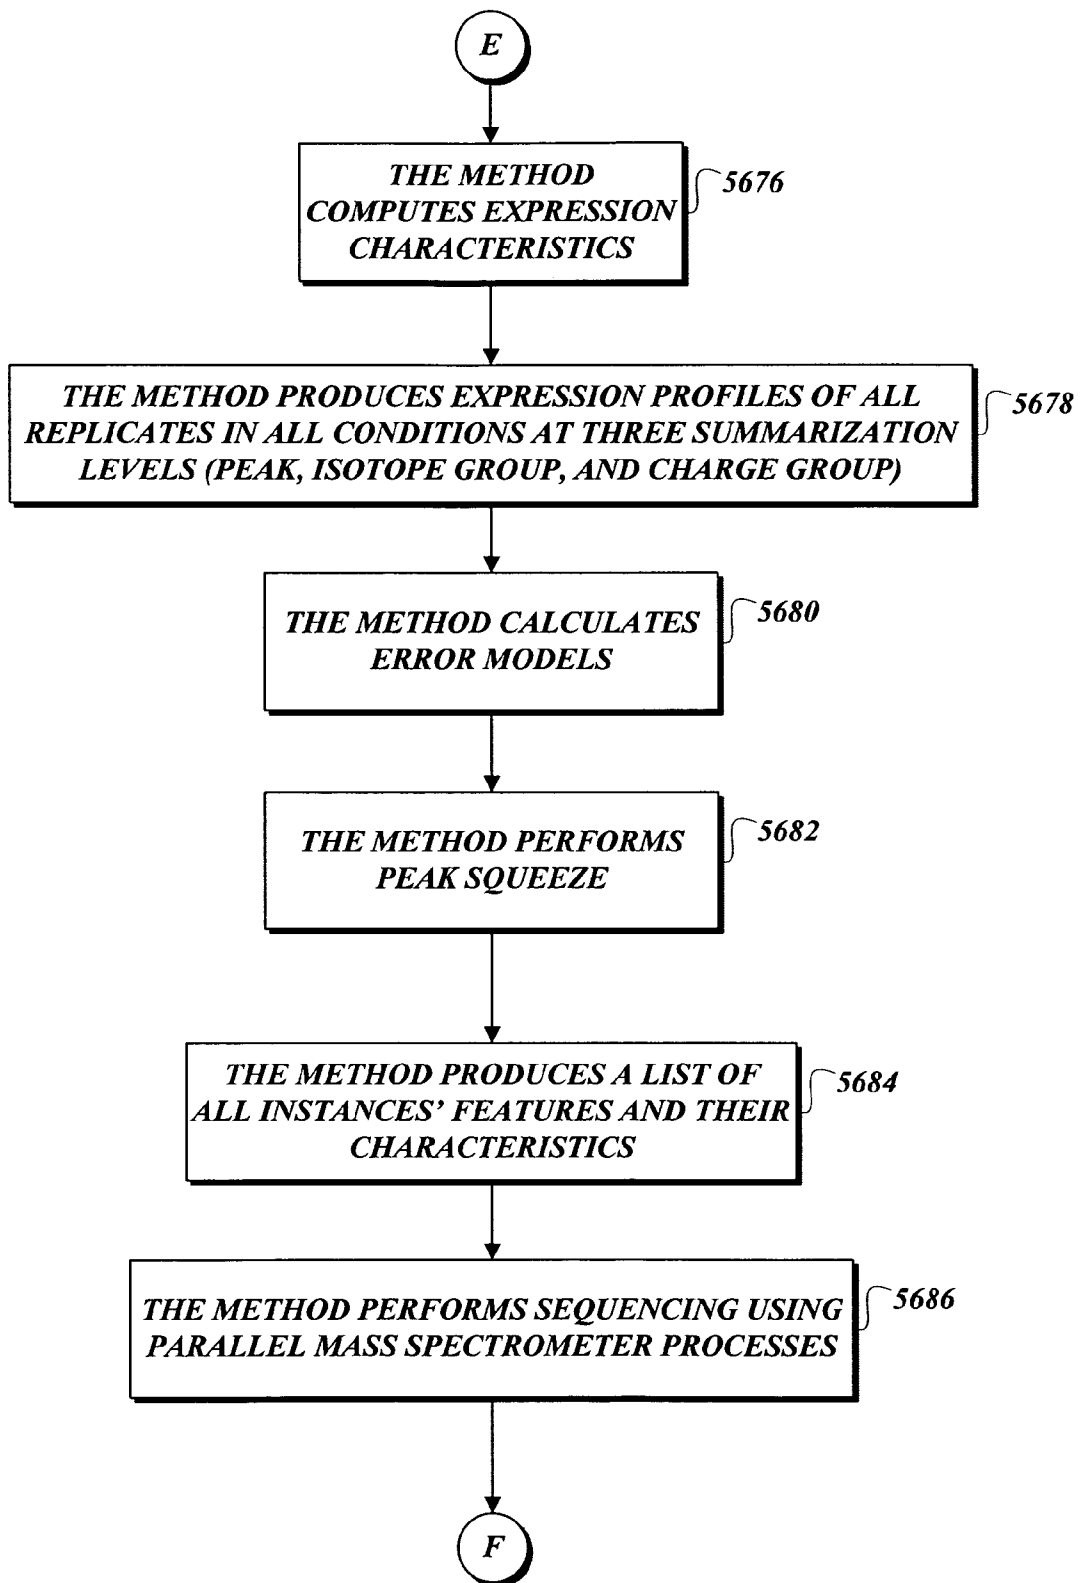 E
THE METHOD
COMPUTES EXPRESSION
CHARACTERISTICS
5676
THE METHOD PRODUCES EXPRESSION PROFILES OF ALL
REPLICATES IN ALL CONDITIONS AT THREE SUMMARIZATION
LEVELS (PEAK, ISOTOPE GROUP, AND CHARGE GROUP)
5678
THE METHOD CALCULATES
ERROR MODELS
5680
THE METHOD PERFORMS
PEAK SQUEEZE
5682
THE METHOD PRODUCES A LIST OF
ALL INSTANCES’ FEATURES AND THEIR
CHARACTERISTICS
5684
THE METHOD PERFORMS SEQUENCING USING
PARALLEL MASS SPECTROMETER PROCESSES
5686
F